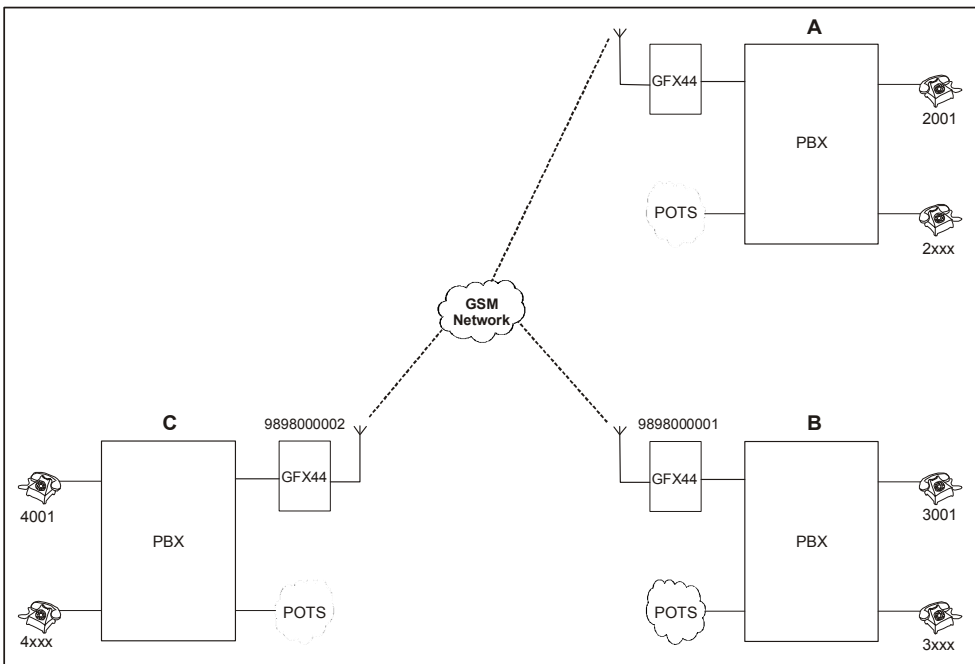 A
GFX44
PBX
2001
POTS
2xxx
GSM
Network
C
9898000002
GFX44
4001
PBX
POTS
4xxx
9898000001
B
GFX44
3001
PBX
POTS
3xxx